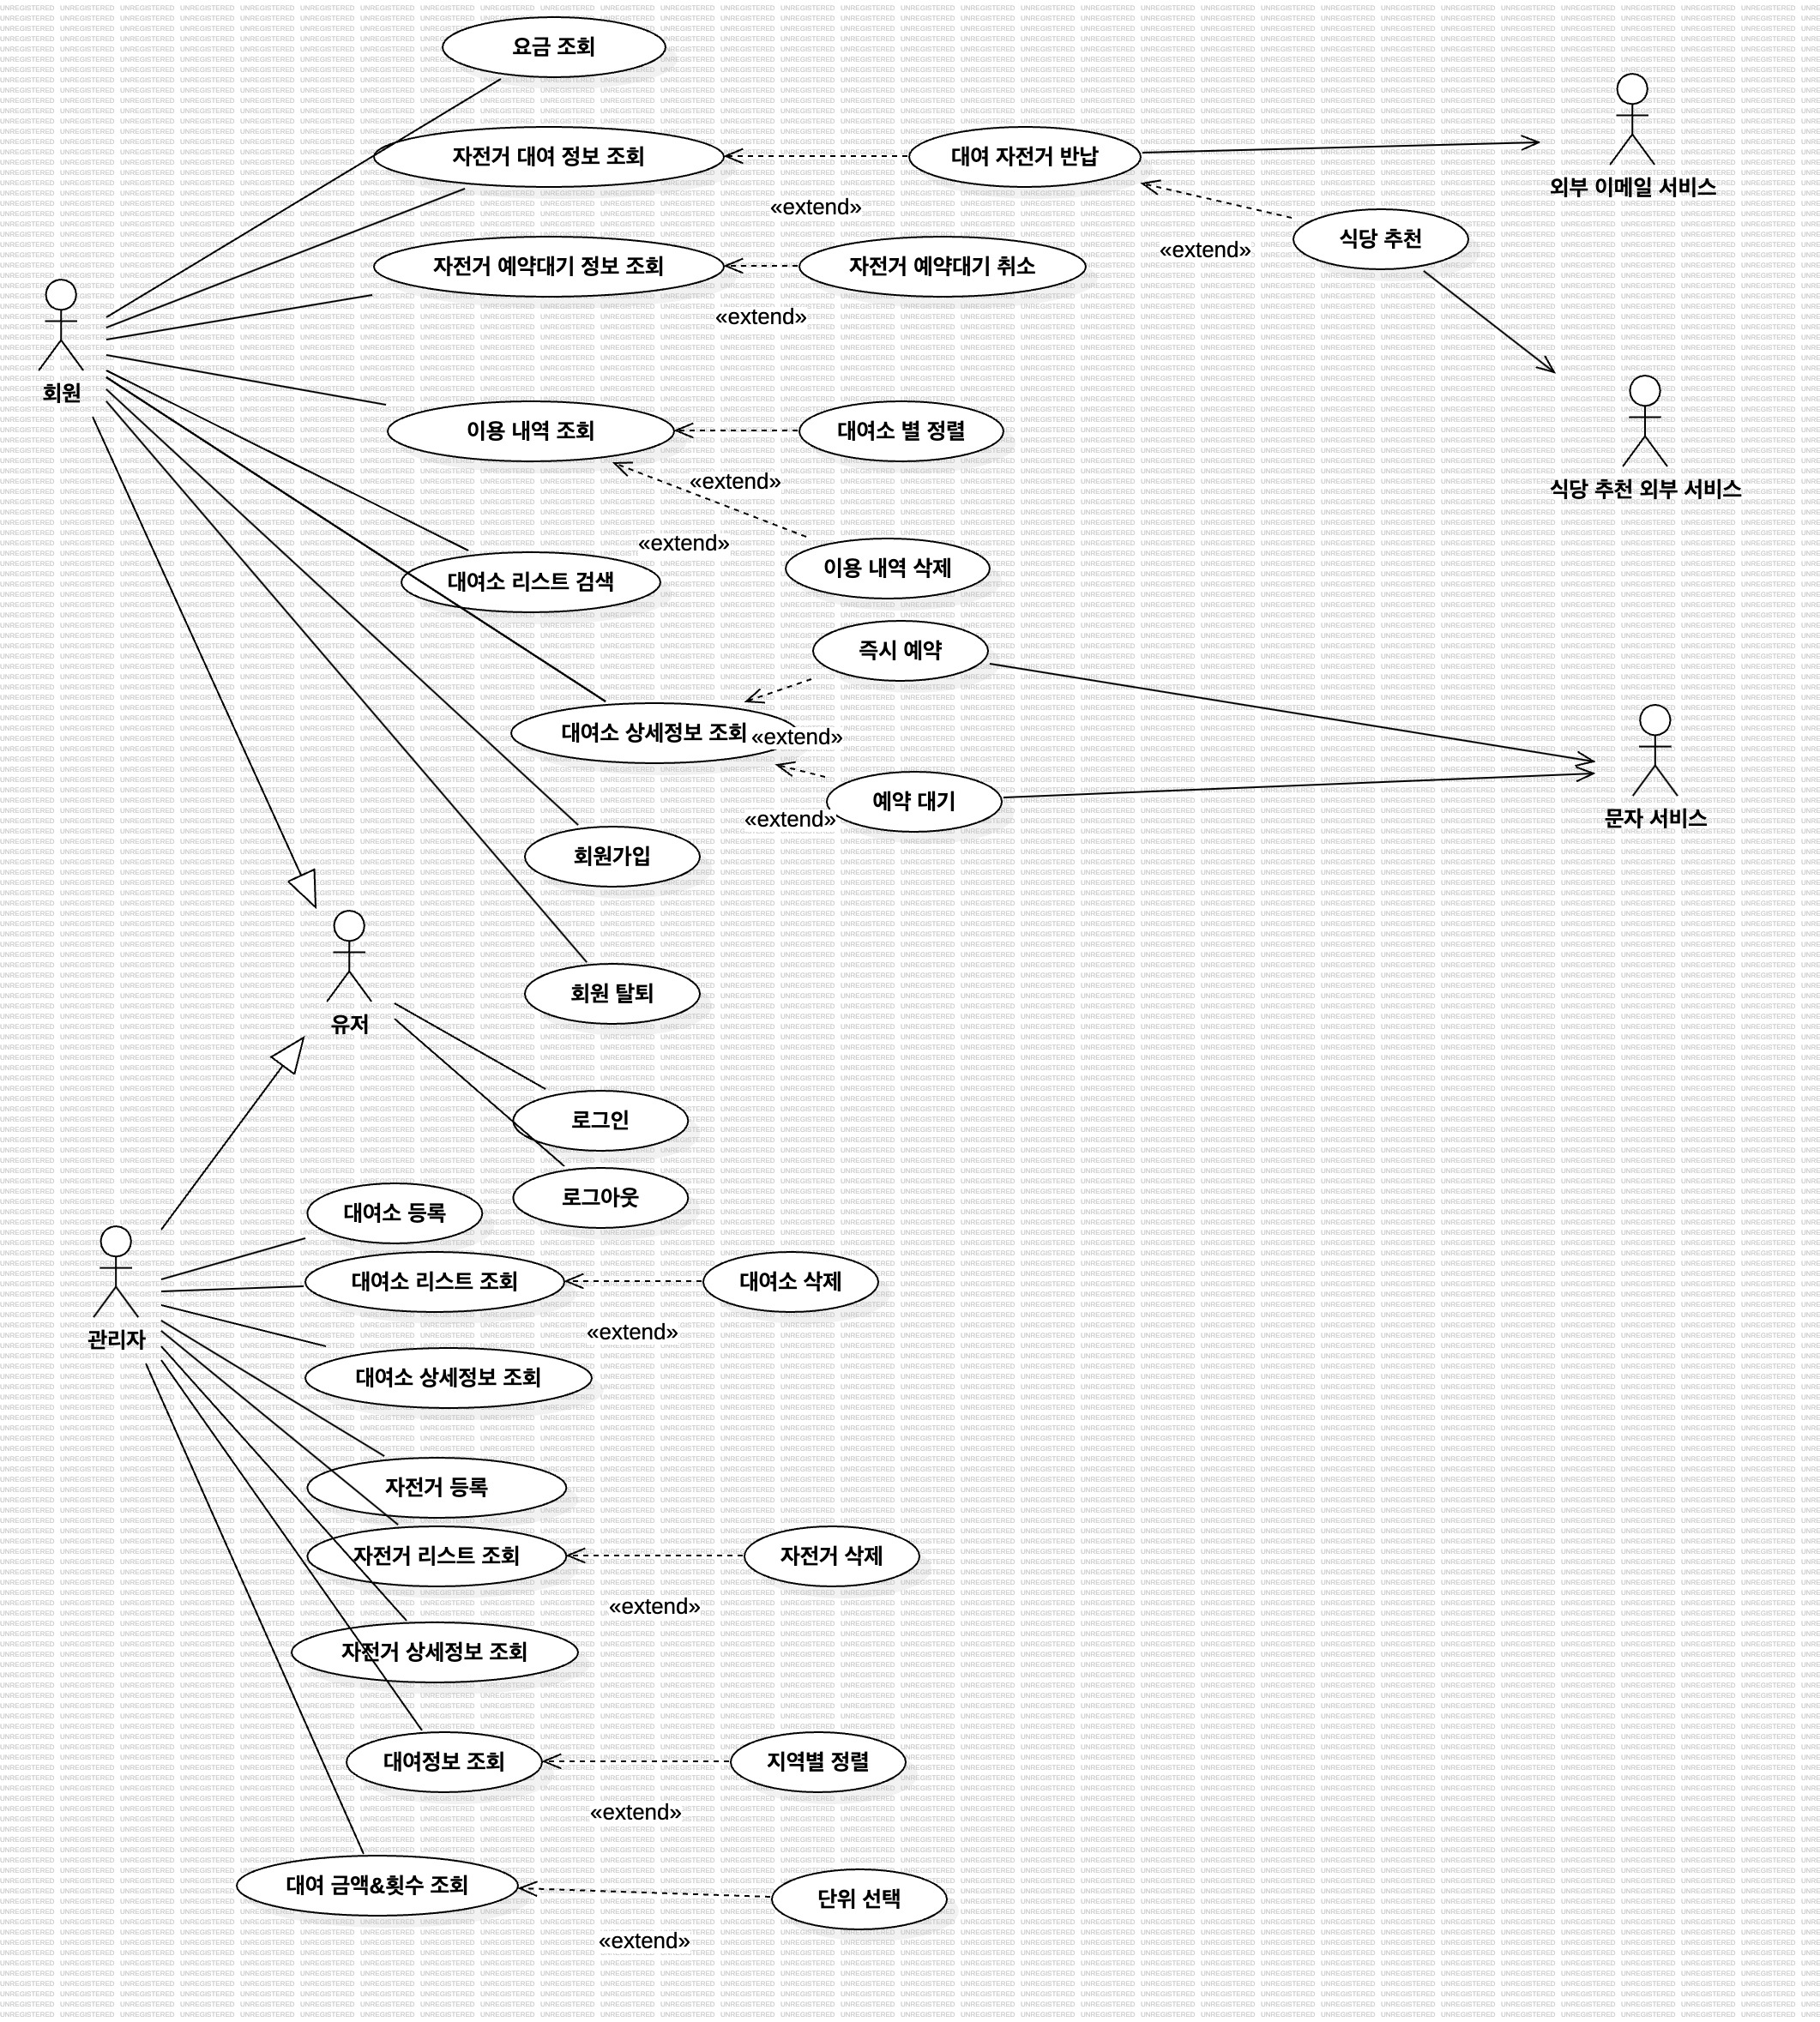 요금 조회
자전거 대여 정보 조회
대여 자전거 반납
외부 이메일 서비스
«extend»
식당 추천
«extend»
자전거 예약대기 정보 조회
자전거 예약대기 취소
«extend»
회원
이용 내역 조회
대여소 별 정렬
«extend»
식당 추천 외부 서비스
«extend»
이용 내역 삭제
대여소 리스트 검색
즉시 예약
대여소 상세정보 조회
«extend»
예약 대기
«extend»
문자 서비스
회원가입
회원 탈퇴
유저
로그인
로그아웃
대여소 등록
대여소 리스트 조회
대여소 삭제
«extend»
관리자
대여소 상세정보 조회
자전거 등록
자전거 리스트 조회
자전거 삭제
«extend»
자전거 상세정보 조회
대여정보 조회
지역별 정렬
«extend»
대여 금액&횟수 조회
단위 선택
«extend»
UNREGISTERED